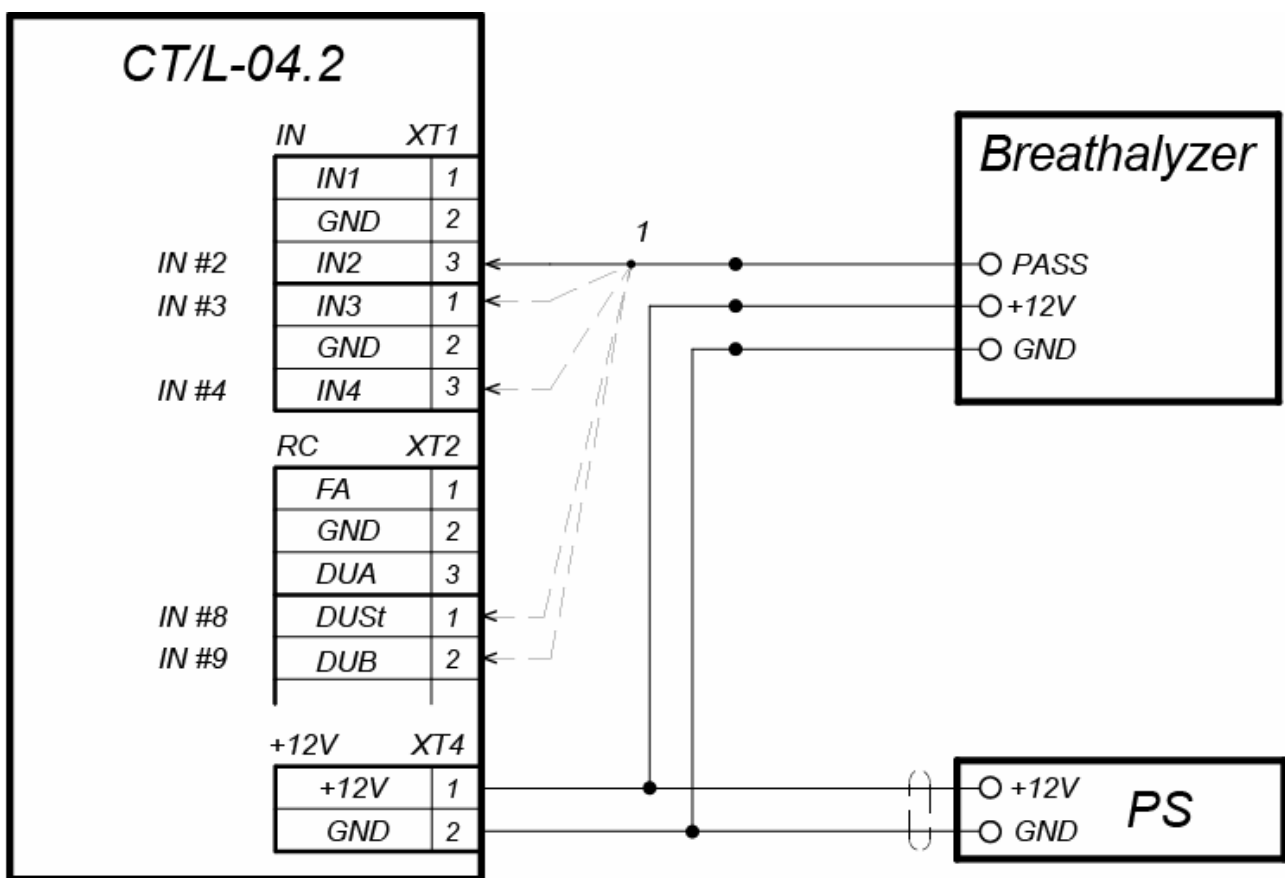 CT/L-04.2
IN XT1
IN1 1
GND 2
IN #2 IN2 3
IN #3 IN3 1
GND 2
IN #4 IN4 3
RC XT2
FA 1
GND 2
DUA 3
IN #8 DUSt 1
IN #9 DUB 2
+12V XT4
+12V 1
GND 2
1
Breathalyzer
PASS
+12V
GND
+12V
GND
PS